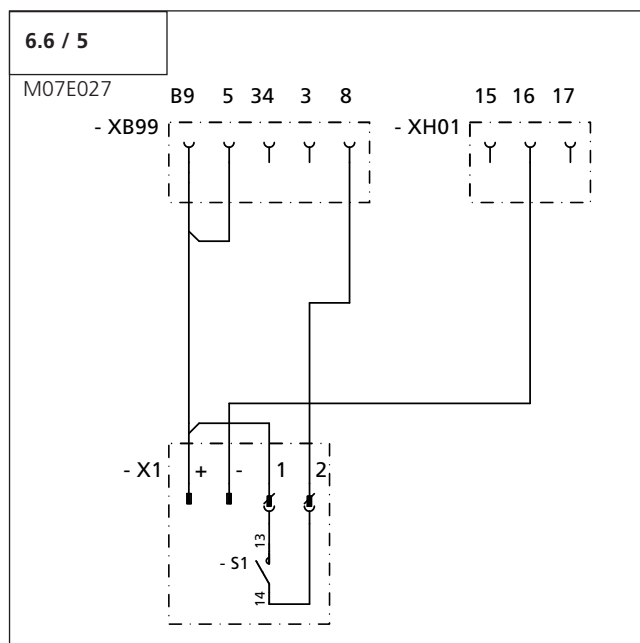 6.6 / 5
M07E027
B9 5 34 3 8
15 16 17
- XB99
- XH01
- X1 + - 1 2
13
- S1
14